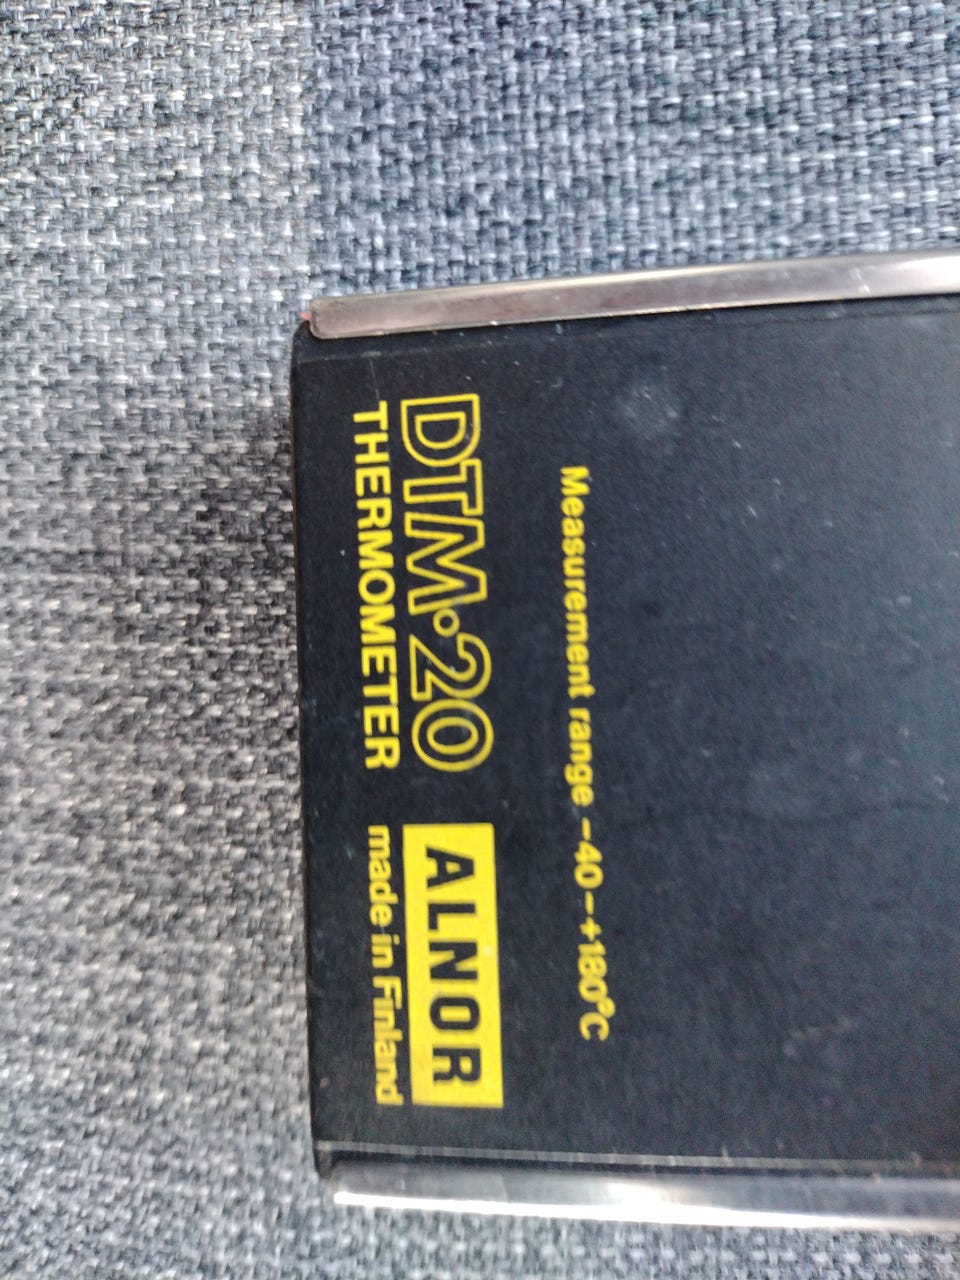 Measurement range -40-+180°C
DTM·20 ALNOR
THERMOMETER made in Finland